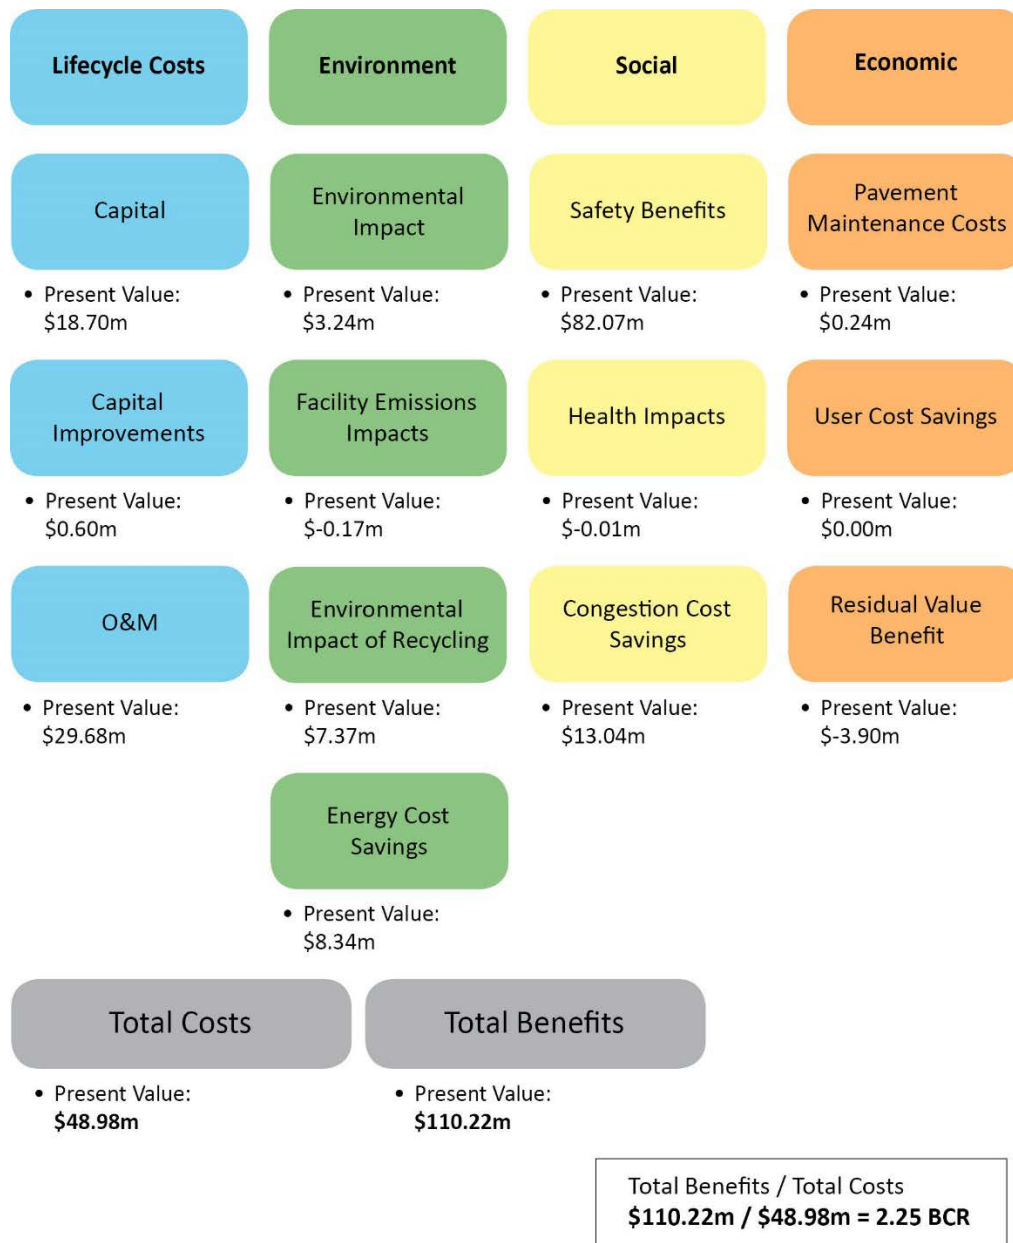 Lifecycle Costs
Environment
Social
Economic
Capital
Environmental
Impact
Safety Benefits
Pavement
Maintenance Costs
• Present Value:
$18.70m
• Present Value:
$3.24m
• Present Value:
$82.07m
• Present Value:
$0.24m
Capital
Improvements
Facility Emissions
Impacts
Health Impacts
User Cost Savings
• Present Value:
$0.60m
• Present Value:
$-0.17m
• Present Value:
$-0.01m
• Present Value:
$0.00m
O&M
Environmental
Impact of Recycling
Congestion Cost
Savings
Residual Value
Benefit
• Present Value:
$29.68m
• Present Value:
$7.37m
• Present Value:
$13.04m
• Present Value:
$-3.90m
Energy Cost
Savings
• Present Value:
$8.34m
Total Costs
Total Benefits
• Present Value:
$48.98m
• Present Value:
$110.22m
Total Benefits / Total Costs
$110.22m / $48.98m = 2.25 BCR